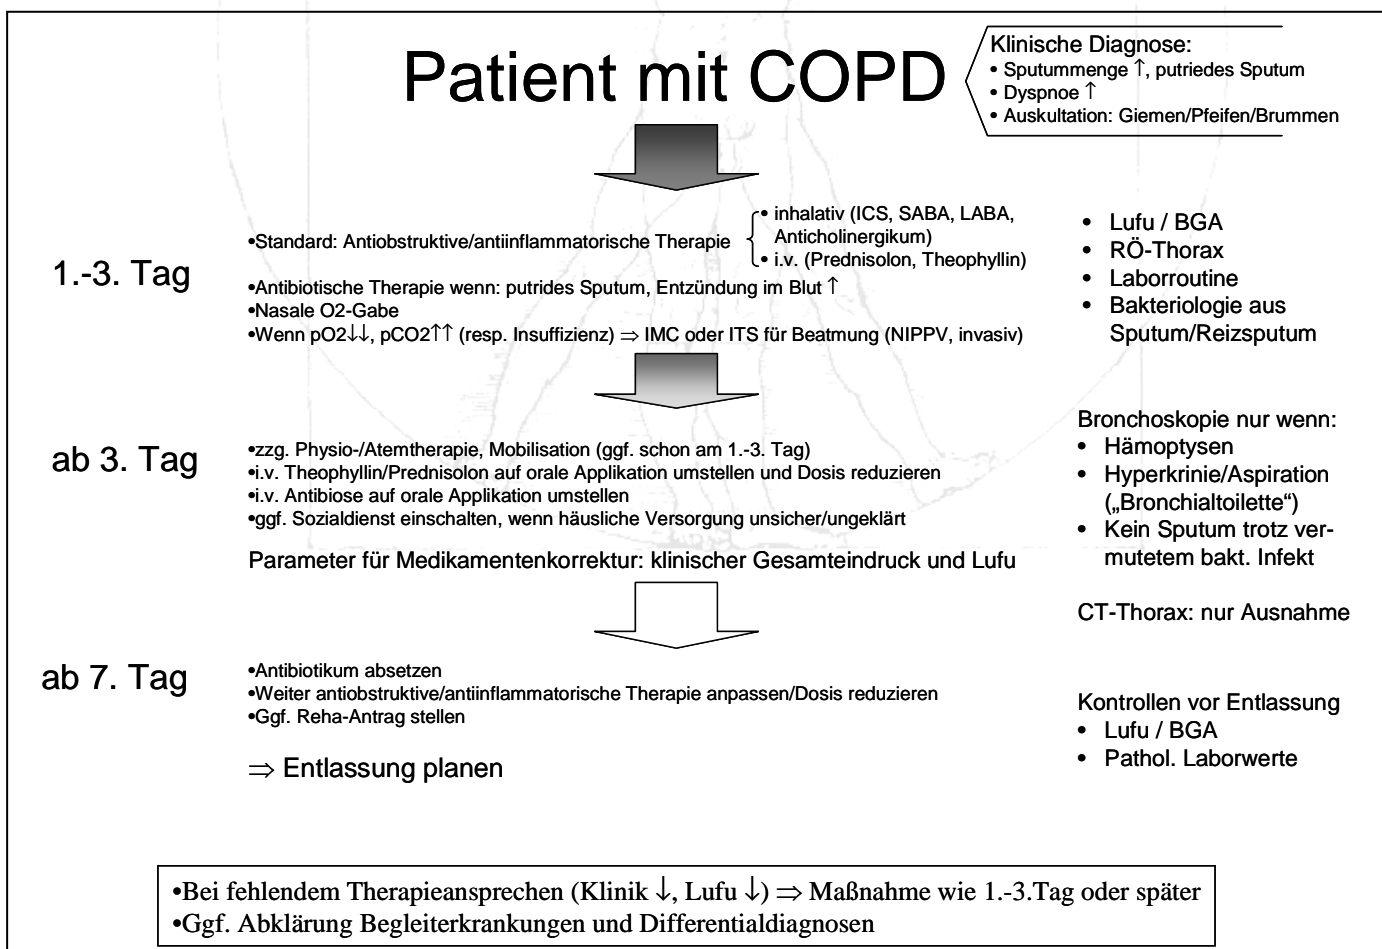 Patient mit COPD
Klinische Diagnose:
• Sputummenge ↑, putriedes Sputum
• Dyspnoe ↑
• Auskultation: Giemen/Pfeifen/Brummen
1.-3. Tag
•Standard: Antiobstruktive/antiinflammatorische Therapie
• inhalativ (ICS, SABA, LABA,
Anticholinergikum)
• i.v. (Prednisolon, Theophyllin)
•Antibiotische Therapie wenn: putrides Sputum, Entzündung im Blut ↑
•Nasale O2-Gabe
•Wenn pO2↓↓, pCO2↑↑ (resp. Insuffizienz) ⇒ IMC oder ITS für Beatmung (NIPPV, invasiv)
• Lufu / BGA
• RÖ-Thorax
• Laborroutine
• Bakteriologie aus
Sputum/Reizsputum
ab 3. Tag
•zzg. Physio-/Atemtherapie, Mobilisation (ggf. schon am 1.-3. Tag)
•i.v. Theophyllin/Prednisolon auf orale Applikation umstellen und Dosis reduzieren
•i.v. Antibiose auf orale Applikation umstellen
•ggf. Sozialdienst einschalten, wenn häusliche Versorgung unsicher/ungeklärt
Parameter für Medikamentenkorrektur: klinischer Gesamteindruck und Lufu
Bronchoskopie nur wenn:
• Hämoptysen
• Hyperkrinie/Aspiration
(„Bronchialtoilette“)
• Kein Sputum trotz ver-
mutetem bakt. Infekt
CT-Thorax: nur Ausnahme
ab 7. Tag
•Antibiotikum absetzen
•Weiter antiobstruktive/antiinflammatorische Therapie anpassen/Dosis reduzieren
•Ggf. Reha-Antrag stellen
⇒ Entlassung planen
Kontrollen vor Entlassung
• Lufu / BGA
• Pathol. Laborwerte
•Bei fehlendem Therapieansprechen (Klinik ↓, Lufu ↓) ⇒ Maßnahme wie 1.-3.Tag oder später
•Ggf. Abklärung Begleiterkrankungen und Differentialdiagnosen